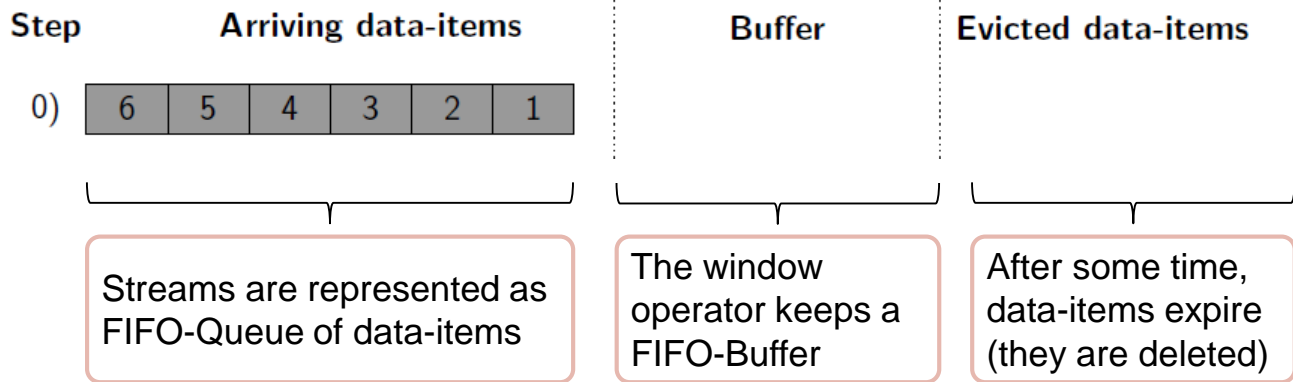 Step Arriving data-items Buffer Evicted data-items
0) 6 5 4 3 2 1
Streams are represented as
FIFO-Queue of data-items
The window
operator keeps a
FIFO-Buffer
After some time,
data-items expire
(they are deleted)